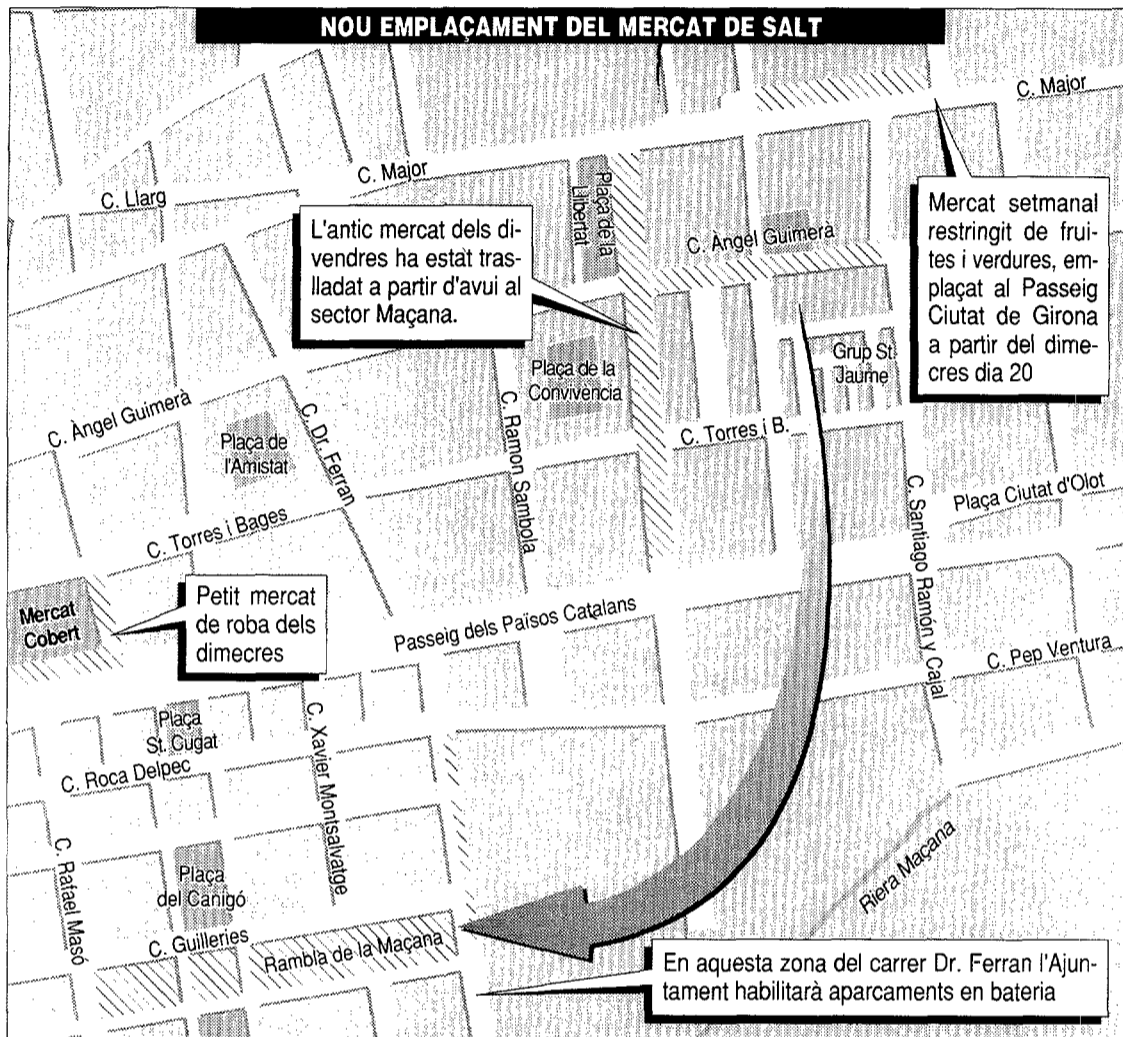 NOU EMPLAÇAMENT DEL MERCAT DE SALT
C. Major
C. Major
C. Llarg
Plaça de la
Llibertat
L'antic mercat dels di-
vendres ha estat tras-
lladat a partir d'avui al
sector Maçana.
Mercat setmanal
restringit de frui-
tes i verdures, em-
plaçat al Passeig
Ciutat de Girona
a partir del dime-
cres dia 20
C. Àngel Guimerà
Grup St.
Jaume
Plaça de la
Convivencia
C. Àngel Guimerà
Plaça de
l'Amistat
C. Dr. Ferran
C. Ramon Sambola
C. Torres i B.
C. Santiago Ramón y Cajal
Plaça Ciutat d'Olot
C. Torres i Bages
Mercat
Cobert
Petit mercat
de roba dels
dimecres
Passeig dels Països Catalans
C. Pep Ventura
Plaça
St. Cugat
C. Roca Delpec
C. Xavier Montsalvatge
C. Rafael Masó
Plaça
del Canigó
Riera Maçana
C. Guilleries
Rambla de la Maçana
En aquesta zona del carrer Dr. Ferran l'Ajun-
tament habilitarà aparcaments en bateria